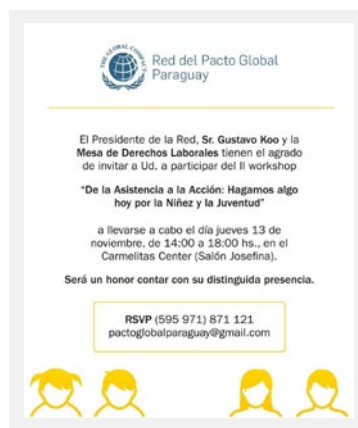 THE GLOBAL COMPACT
Red del Pacto Global
Paraguay
El Presidente de la Red, Sr. Gustavo Koo y la
Mesa de Derechos Laborales tienen el agrado
de invitar a Ud. a participar del II workshop
"De la Asistencia a la Acción: Hagamos algo
hoy por la Niñez y la Juventud"
a llevarse a cabo el día jueves 13 de
noviembre, de 14:00 a 18:00 hs., en el
Carmelitas Center (Salón Josefina).
Será un honor contar con su distinguida presencia.
RSVP (595 971) 871 121
pactoglobalparaguay@gmail.com